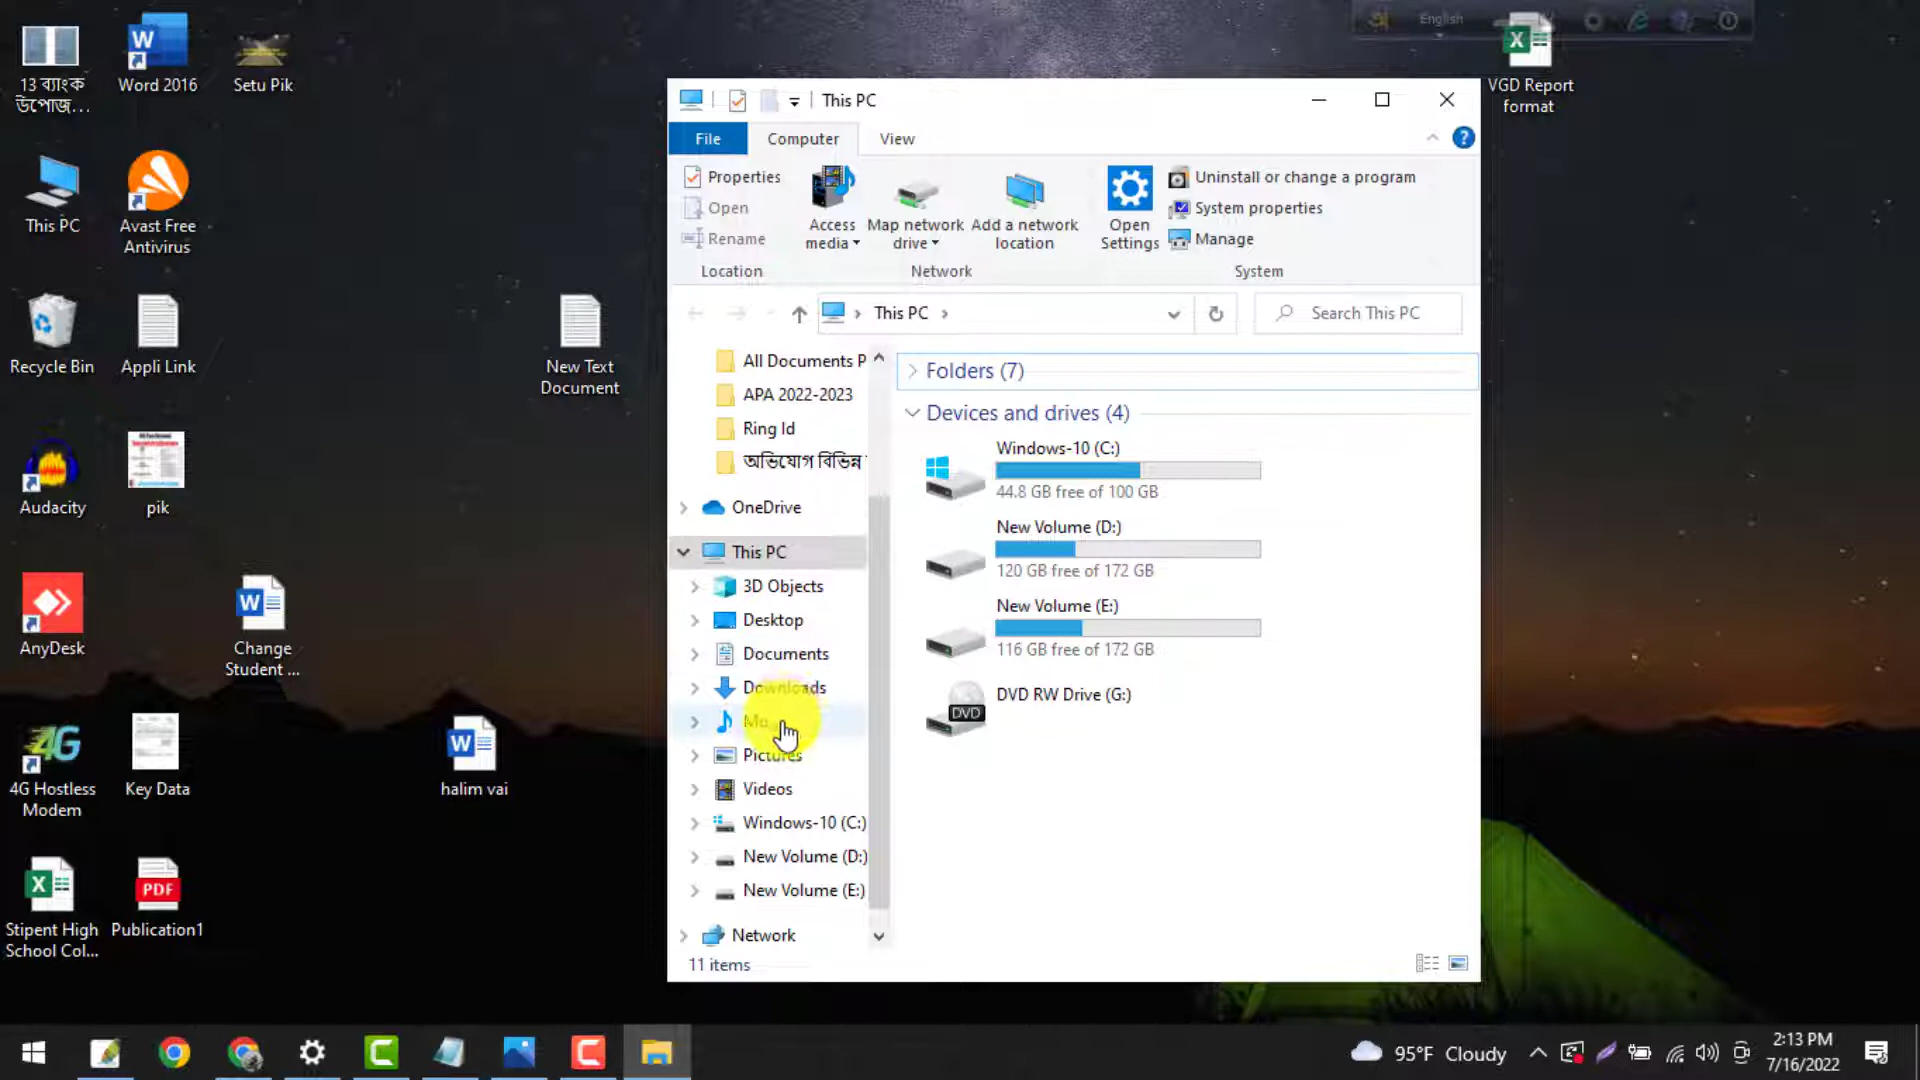 13 ব্যাংক
উপোজ...
Word 2016
Setu Pik
This PC
Avast Free
Antivirus
Recycle Bin
Appli Link
New Text
Document
Audacity
pik
AnyDesk
Change
Student ...
4G
4G Hostless
Modem
Key Data
halim vai
Stipent High
School Col...
PDF
Publication1
English
VGD Report
format
This PC
File
Computer
View
Properties
Open
Rename
Location
Access
media
Map network
drive
Add a network
location
Network
Open
Settings
Uninstall or change a program
System properties
Manage
System
This PC
Search This PC
All Documents P
APA 2022-2023
Ring Id
অভিযোগ বিভিন্ন
OneDrive
This PC
3D Objects
Desktop
Documents
Downloads
Pictures
Videos
Windows-10 (C:)
New Volume (D:)
New Volume (E:)
Network
11 items
Folders (7)
Devices and drives (4)
Windows-10 (C:)
44.8 GB free of 100 GB
New Volume (D:)
120 GB free of 172 GB
New Volume (E:)
116 GB free of 172 GB
DVD RW Drive (G:)
DVD
95°F Cloudy
2:13 PM
7/16/2022